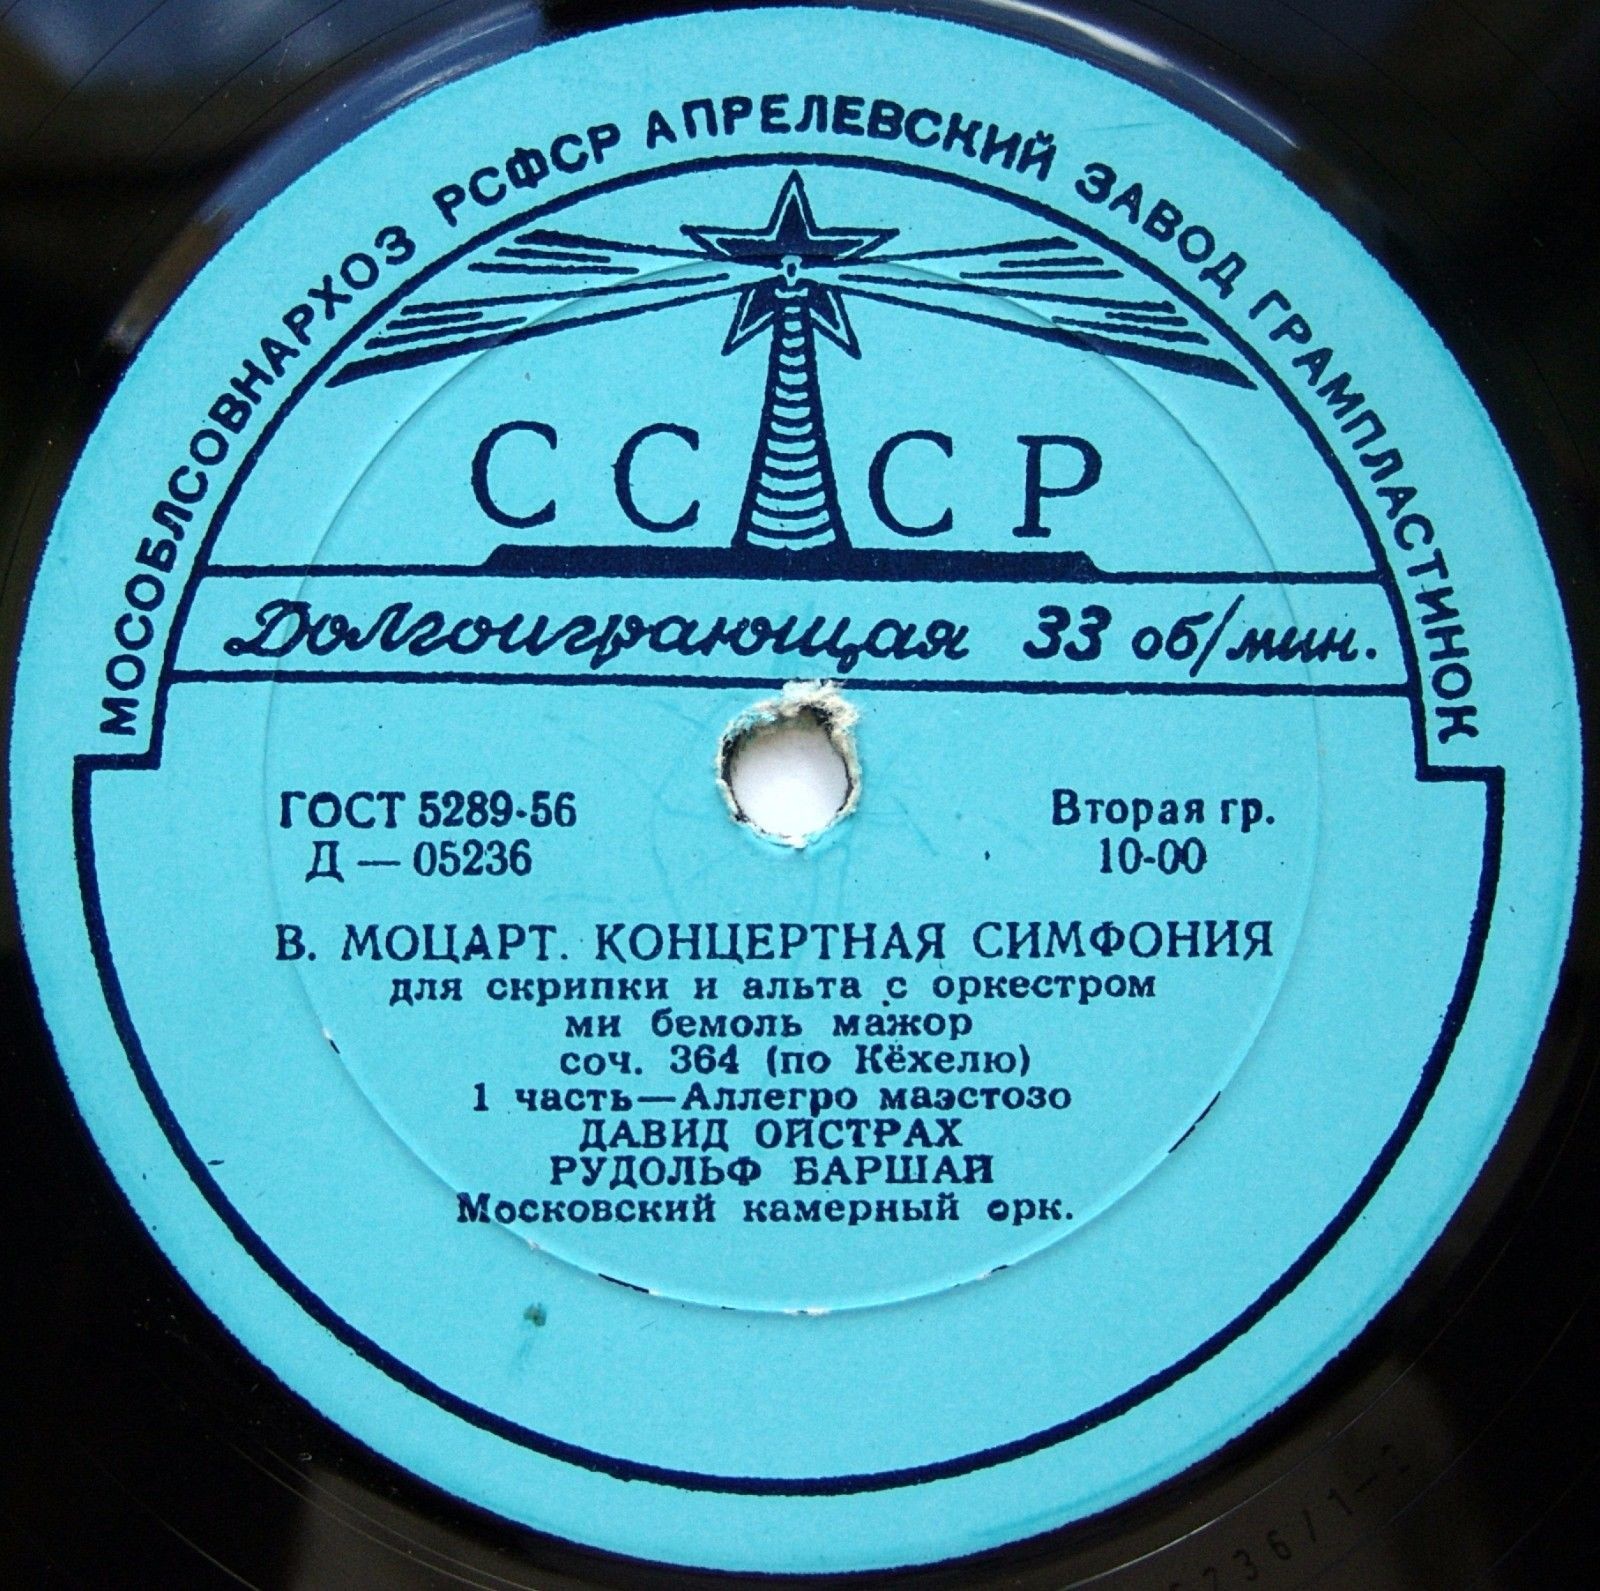 МОСОБЛСОВНАРХОЗ РСФСР АПРЕЛЕВСКИЙ ЗАВОД ГРАМПЛАСТИНОК
СССР
Долгоиграющая 33 об/мин.
ГОСТ 5289-56 Вторая гр.
Д — 05236 10-00
В. МОЦАРТ. КОНЦЕРТНАЯ СИМФОНИЯ
для скрипки и альта с оркестром
ми бемоль мажор
соч. 364 (по Кёхелю)
1 часть—Аллегро маэстозо
ДАВИД ОЙСТРАХ
РУДОЛЬФ БАРШАЙ
Московский камерный орк.